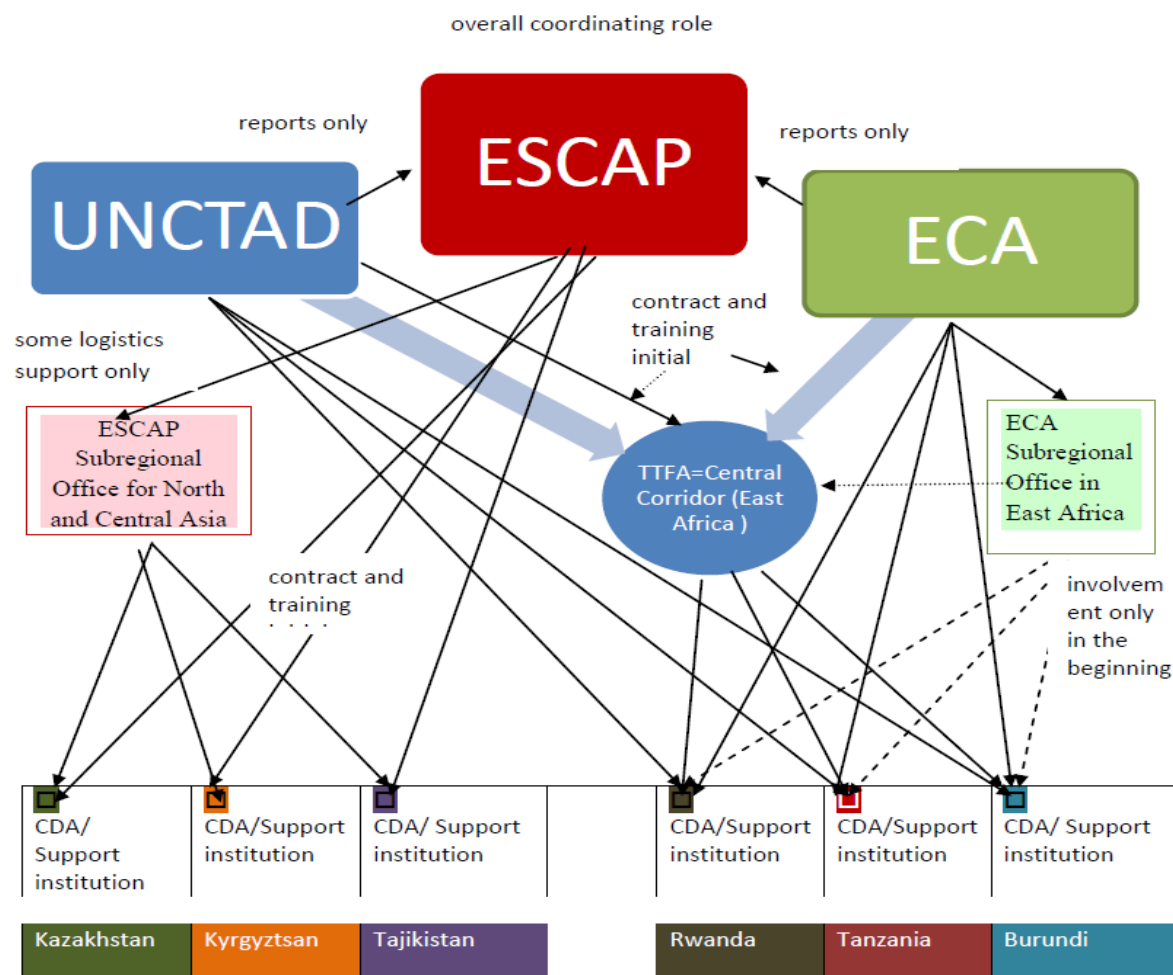 overall coordinating role
reports only
ESCAP
reports only
UNCTAD
ECA
contract and
training
initial
some logistics
support only
ESCAP
Subregional
Office for North
and Central Asia
TTFA=Central
Corridor (East
Africa )
ECA
Subregional
Office in
East Africa
contract and
training
involvem
ent only
in the
beginning
CDA/
Support
institution
CDA/Support
institution
CDA/ Support
institution
CDA/Support
institution
CDA/Support
institution
CDA/ Support
institution
Kazakhstan
Kyrgyztsan
Tajikistan
Rwanda
Tanzania
Burundi